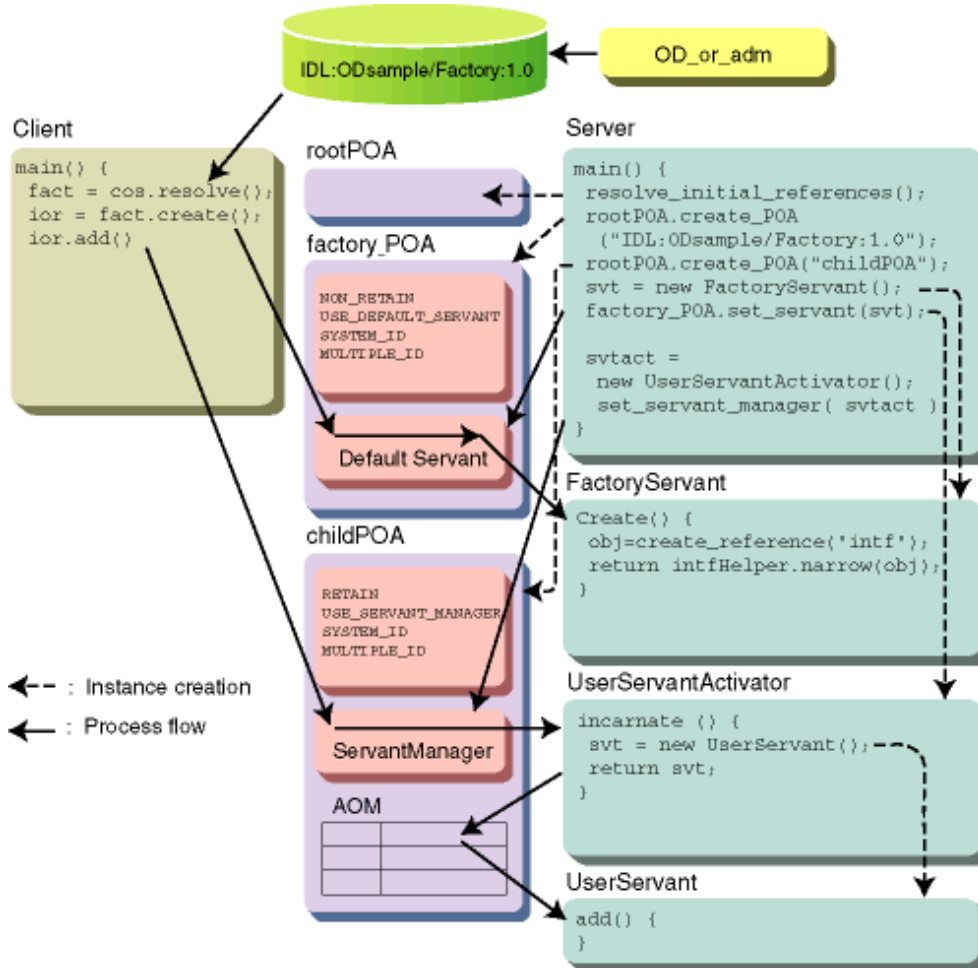 IDL:ODsample/Factory:1.0
OD_or_adm
Client
main() {
fact = cos.resolve();
ior = fact.create();
ior.add()
rootPOA
factory_POA
NON_RETAIN
USE_DEFAULT_SERVANT
SYSTEM_ID
MULTIPLE_ID
Default Servant
childPOA
RETAIN
USE_SERVANT_MANAGER
SYSTEM_ID
MULTIPLE_ID
ServantManager
AOM
Server
main() {
resolve_initial_references();
rootPOA.create_POA
("IDL:ODsample/Factory:1.0");
rootPOA.create_POA("childPOA");
svt = new FactoryServant();
factory_POA.set_servant(svt);
svtact =
new UserServantActivator();
set_servant_manager( svtact )
}
FactoryServant
Create() {
obj=create_reference('intf');
return intfHelper.narrow(obj);
}
UserServantActivator
incarnate () {
svt = new UserServant();
return svt;
}
UserServant
add() {
}
: Instance creation
: Process flow